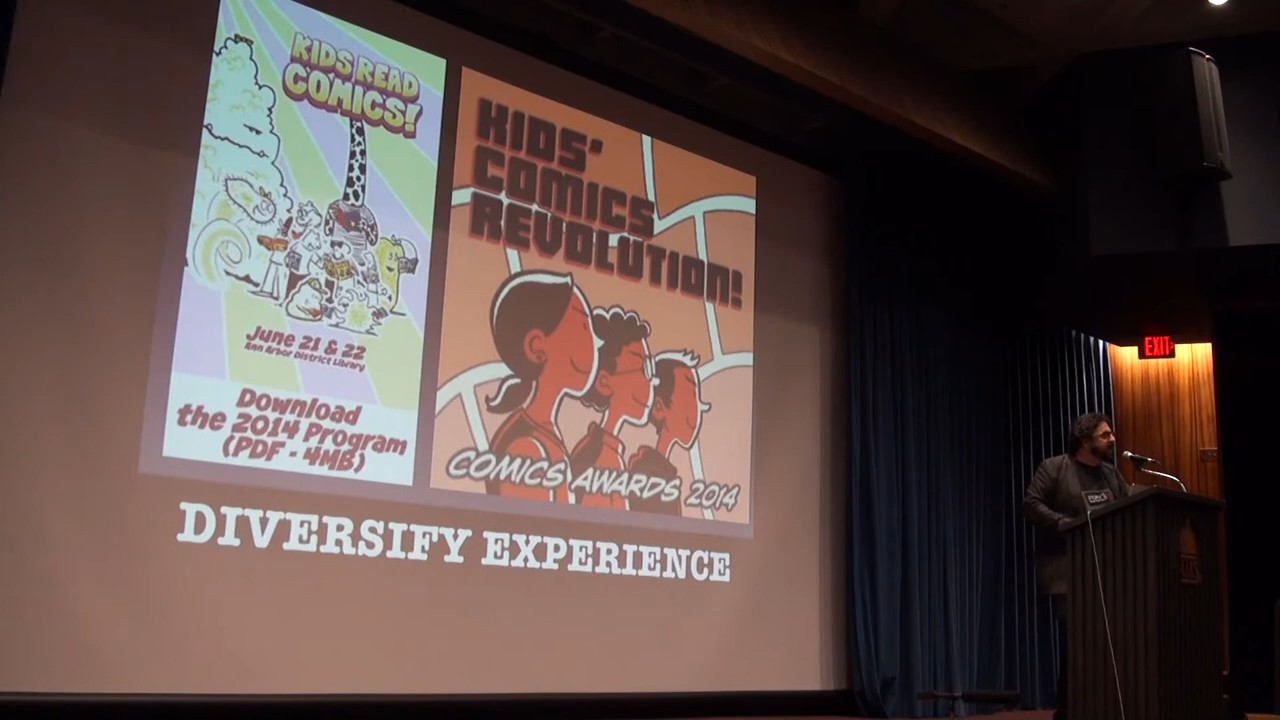 KIDS READ
COMICS!
June 21 & 22
Ann Arbor District Library
Download
the 2014 Program
(PDF - 4MB)
KIDS'
COMICS
REVOLUTION!
COMICS AWARDS 2014
DIVERSIFY EXPERIENCE
EXIT